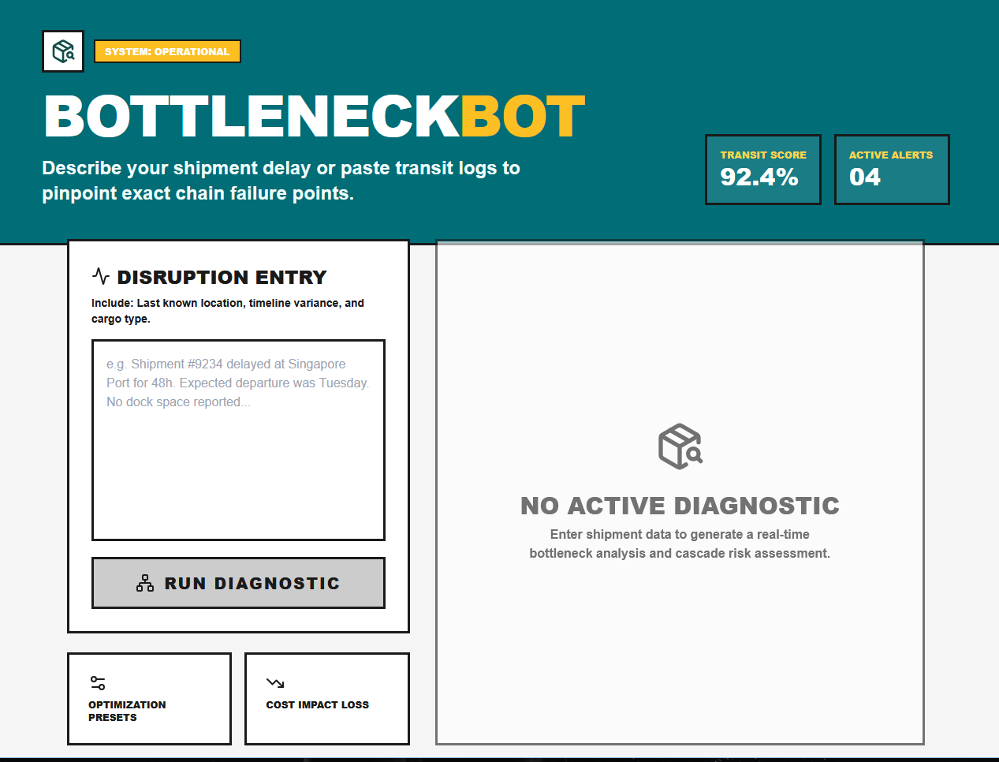 SYSTEM: OPERATIONAL
BOTTLENECKBOT
Describe your shipment delay or paste transit logs to
pinpoint exact chain failure points.
TRANSIT SCORE
92.4%
ACTIVE ALERTS
04
DISRUPTION ENTRY
Include: Last known location, timeline variance, and
cargo type.
e.g. Shipment #9234 delayed at Singapore
Port for 48h. Expected departure was Tuesday.
No dock space reported...
RUN DIAGNOSTIC
OPTIMIZATION
PRESETS
COST IMPACT LOSS
NO ACTIVE DIAGNOSTIC
Enter shipment data to generate a real-time
bottleneck analysis and cascade risk assessment.